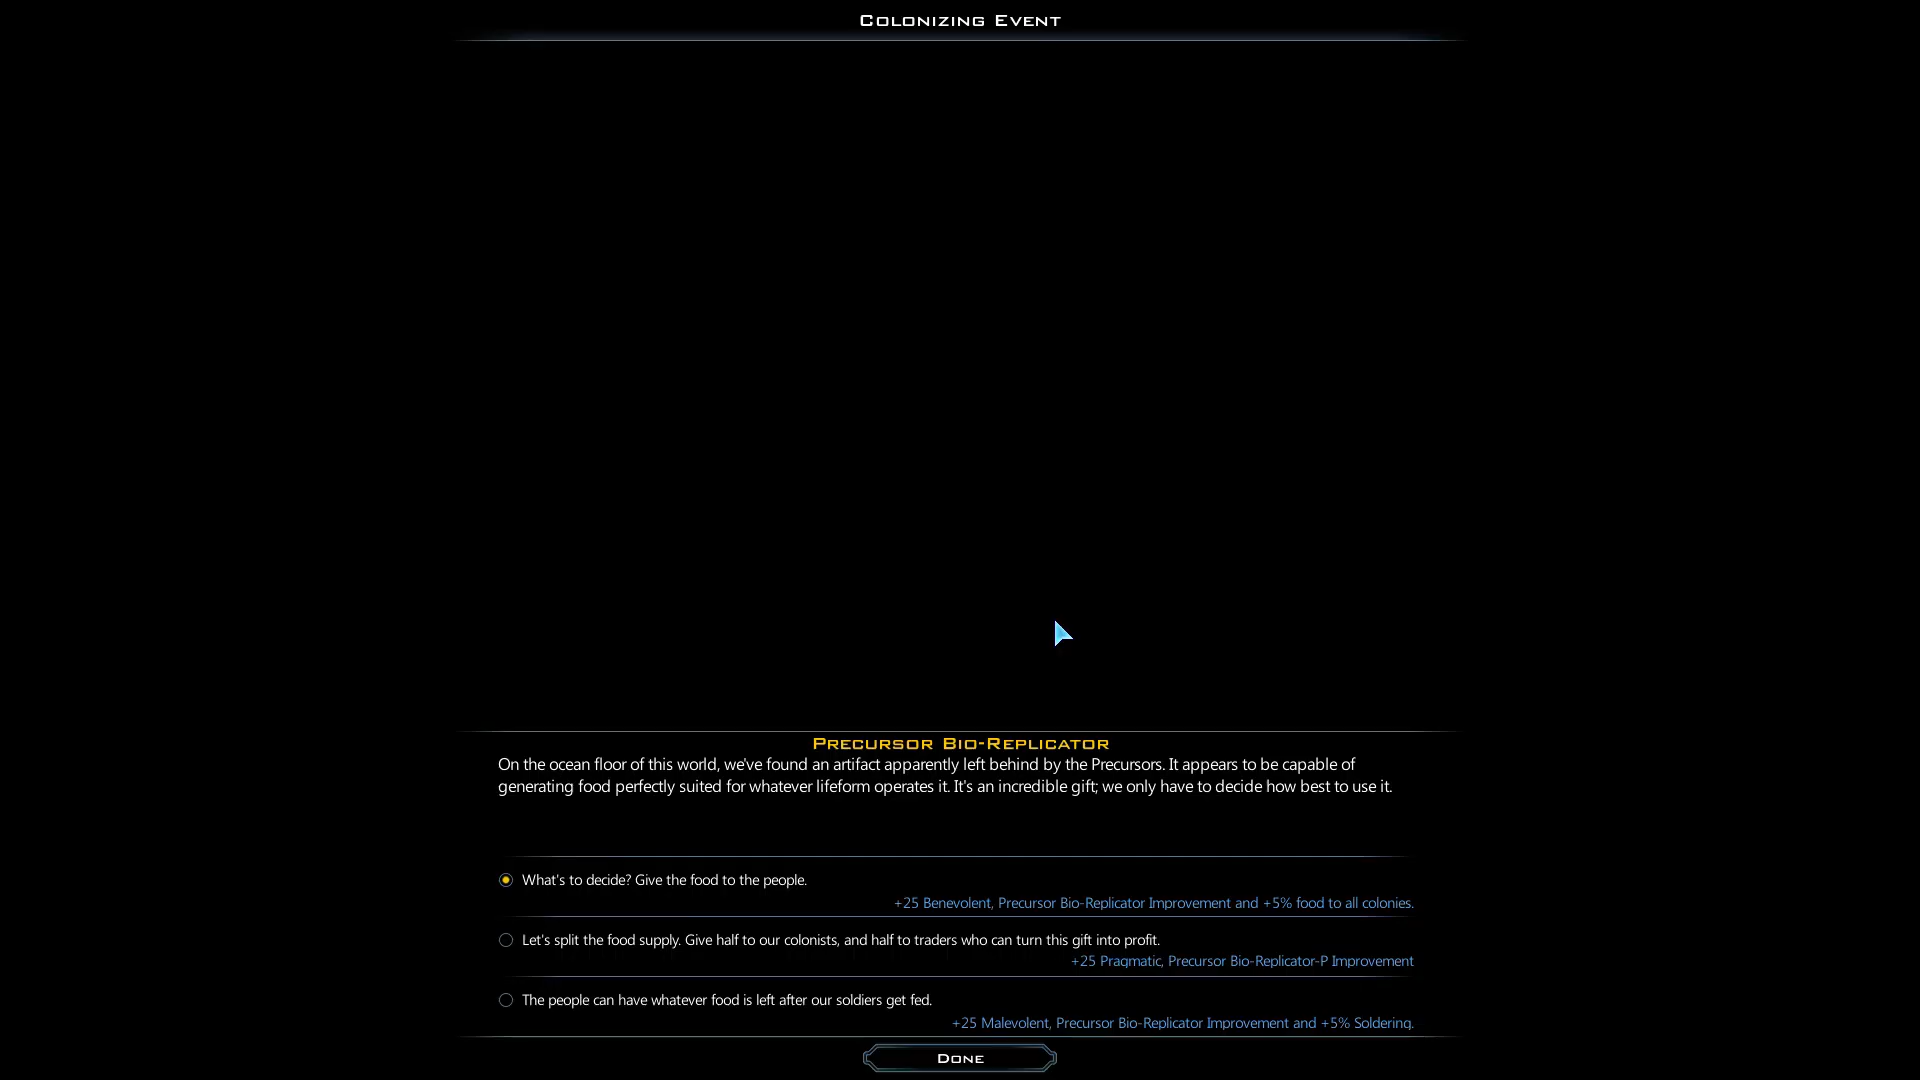 Colonizing Event
Precursor Bio-Replicator
On the ocean floor of this world, we've found an artifact apparently left behind by the Precursors. It appears to be capable of
generating food perfectly suited for whatever lifeform operates it. It's an incredible gift; we only have to decide how best to use it.
What's to decide? Give the food to the people.
+25 Benevolent, Precursor Bio-Replicator Improvement and +5% food to all colonies.
Let's split the food supply. Give half to our colonists, and half to traders who can turn this gift into profit.
+25 Pragmatic, Precursor Bio-Replicator-P Improvement
The people can have whatever food is left after our soldiers get fed.
+25 Malevolent, Precursor Bio-Replicator Improvement and +5% Soldering.
Done